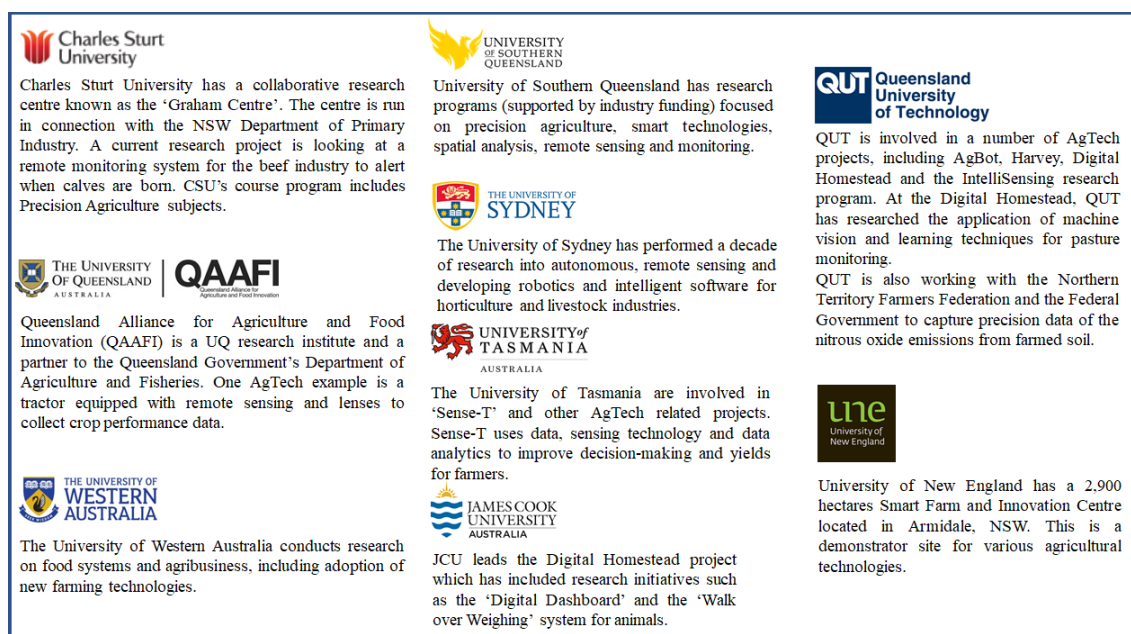 Charles Sturt
University
Charles Sturt University has a collaborative research
centre known as the ‘Graham Centre’. The centre is run
in connection with the NSW Department of Primary
Industry. A current research project is looking at a
remote monitoring system for the beef industry to alert
when calves are born. CSU’s course program includes
Precision Agriculture subjects.
THE UNIVERSITY
OF QUEENSLAND
AUSTRALIA
QAAFI
Queensland Alliance for
Agriculture and Food Innovation
Queensland Alliance for Agriculture and Food
Innovation (QAAFI) is a UQ research institute and a
partner to the Queensland Government’s Department of
Agriculture and Fisheries. One AgTech example is a
tractor equipped with remote sensing and lenses to
collect crop performance data.
THE UNIVERSITY OF
WESTERN
AUSTRALIA
The University of Western Australia conducts research
on food systems and agribusiness, including adoption of
new farming technologies.
UNIVERSITY
OF SOUTHERN
QUEENSLAND
University of Southern Queensland has research
programs (supported by industry funding) focused
on precision agriculture, smart technologies,
spatial analysis, remote sensing and monitoring.
THE UNIVERSITY OF
SYDNEY
The University of Sydney has performed a decade
of research into autonomous, remote sensing and
developing robotics and intelligent software for
horticulture and livestock industries.
UNIVERSITY of
TASMANIA
AUSTRALIA
The University of Tasmania are involved in
‘Sense-T’ and other AgTech related projects.
Sense-T uses data, sensing technology and data
analytics to improve decision-making and yields
for farmers.
JAMES COOK
UNIVERSITY
AUSTRALIA
JCU leads the Digital Homestead project
which has included research initiatives such
as the ‘Digital Dashboard’ and the ‘Walk
over Weighing’ system for animals.
QUT
Queensland
University
of Technology
QUT is involved in a number of AgTech
projects, including AgBot, Harvey, Digital
Homestead and the IntelliSensing research
program. At the Digital Homestead, QUT
has researched the application of machine
vision and learning techniques for pasture
monitoring.
QUT is also working with the Northern
Territory Farmers Federation and the Federal
Government to capture precision data of the
nitrous oxide emissions from farmed soil.
une
University of
New England
University of New England has a 2,900
hectares Smart Farm and Innovation Centre
located in Armidale, NSW. This is a
demonstrator site for various agricultural
technologies.